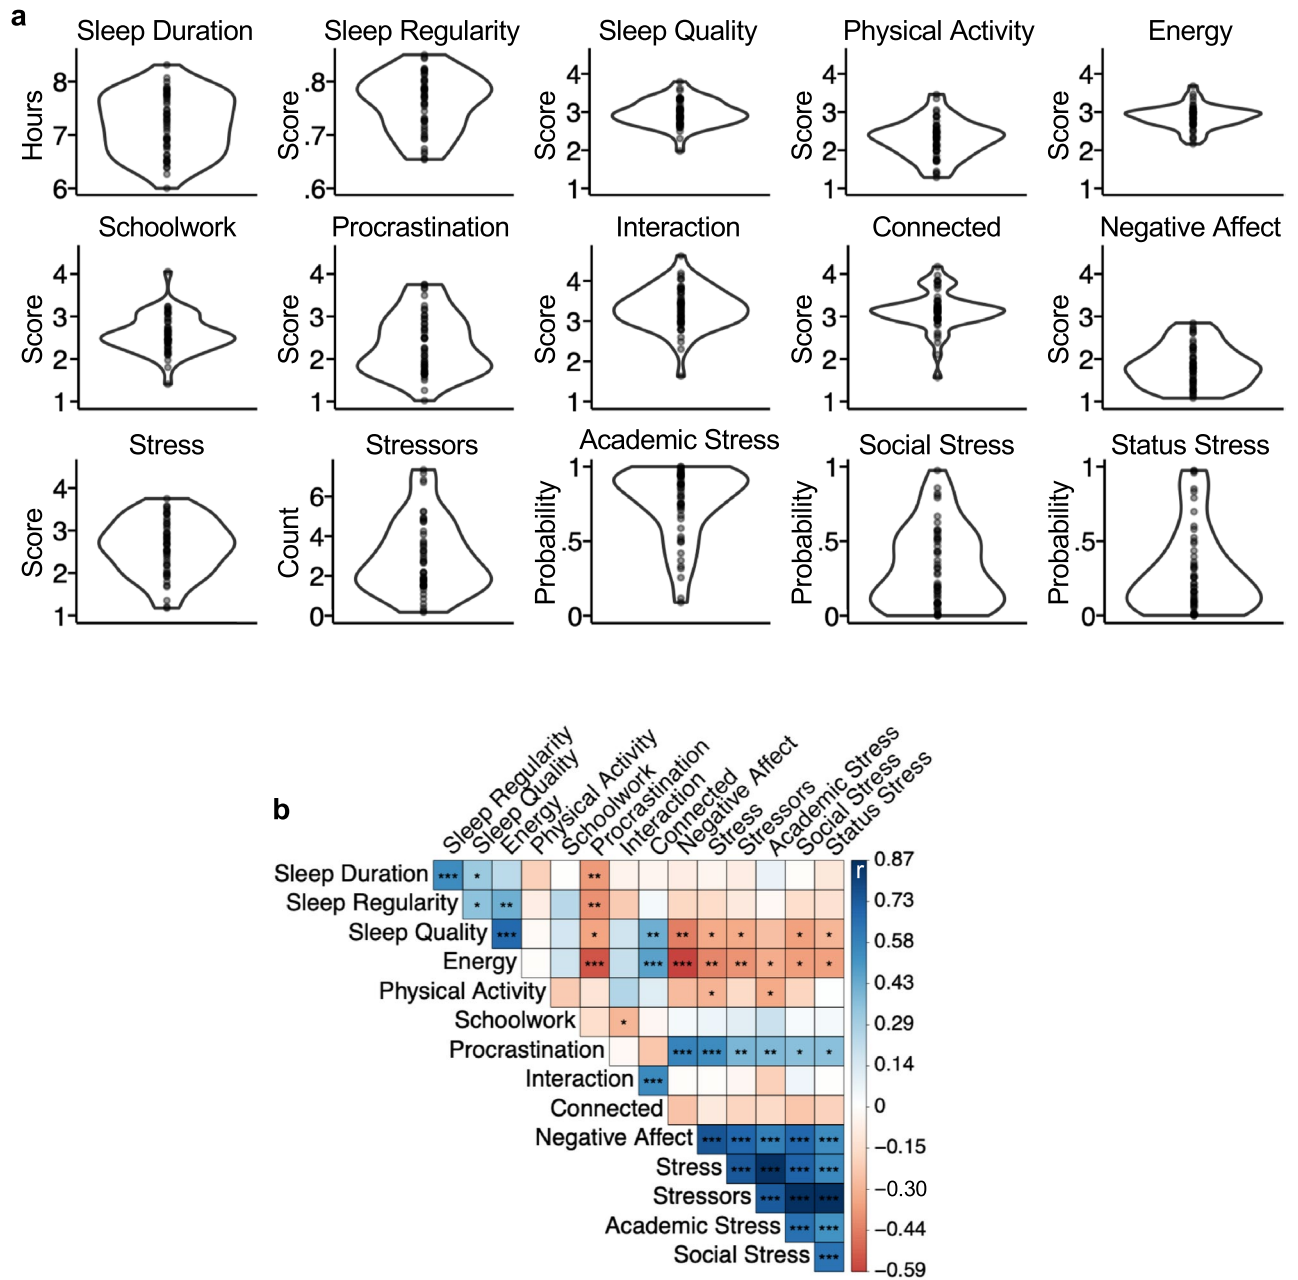 a
Sleep Duration
Sleep Regularity
Sleep Quality
Physical Activity
Energy
Hours
8
7
6
Score
.8
.7
.6
Score
4
3
2
1
Score
4
3
2
1
Score
4
3
2
1
Schoolwork
Procrastination
Interaction
Connected
Negative Affect
Score
4
3
2
1
Score
4
3
2
1
Score
4
3
2
1
Score
4
3
2
1
Score
4
3
2
1
Stress
Stressors
Academic Stress
Social Stress
Status Stress
Score
4
3
2
1
Count
6
4
2
0
Probability
1
.5
0
Probability
1
.5
0
Probability
1
.5
0
b
Sleep Regularity
Sleep Quality
Energy
Physical Activity
Schoolwork
Procrastination
Interaction
Connected
Negative Affect
Stress
Stressors
Academic Stress
Social Stress
Status Stress
Sleep Duration *** * **
Sleep Regularity * ** **
Sleep Quality *** * ** ** * * * *
Energy *** *** *** ** ** * * *
Physical Activity * *
Schoolwork *
Procrastination *** *** ** ** * *
Interaction ***
Connected
Negative Affect *** *** *** *** ***
Stress *** *** *** ***
Stressors *** *** ***
Academic Stress *** ***
Social Stress ***
r
0.87
0.73
0.58
0.43
0.29
0.14
0
−0.15
−0.30
−0.44
−0.59